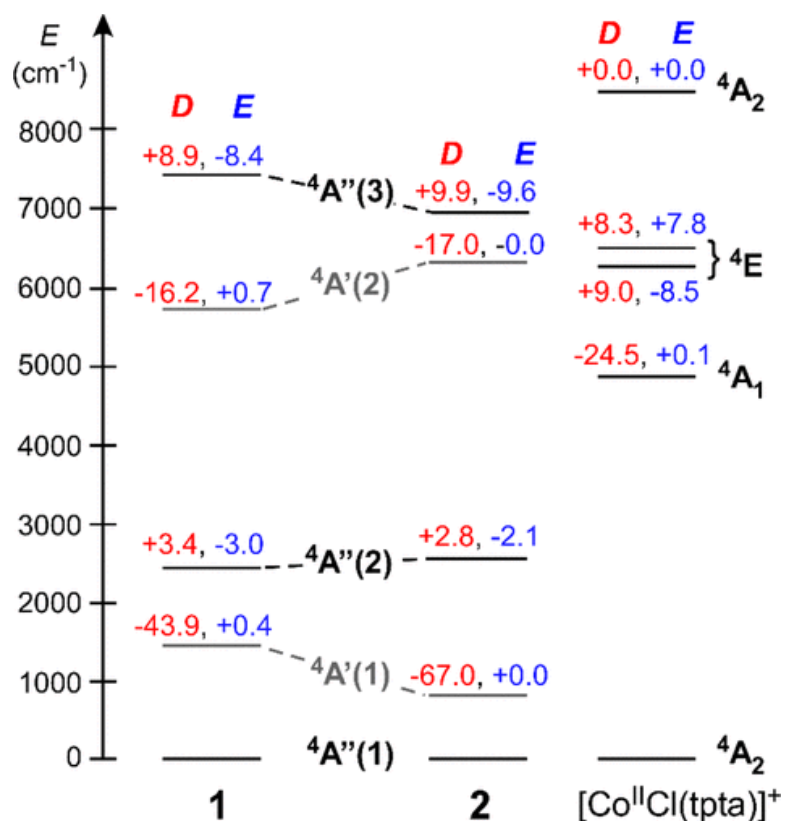 E
(cm⁻¹)
D E
+0.0, +0.0 ⁴A₂
D E
8000
+8.9, -8.4
D E
⁴A''(3)
+9.9, -9.6
+8.3, +7.8
7000
-17.0, -0.0
} ⁴E
⁴A'(2)
6000
-16.2, +0.7
+9.0, -8.5
-24.5, +0.1
5000
⁴A₁
4000
3000
+3.4, -3.0
+2.8, -2.1
⁴A''(2)
2000
-43.9, +0.4
⁴A'(1)
-67.0, +0.0
1000
0
⁴A''(1)
⁴A₂
1 2 [CoᴵᴵCl(tpta)]⁺